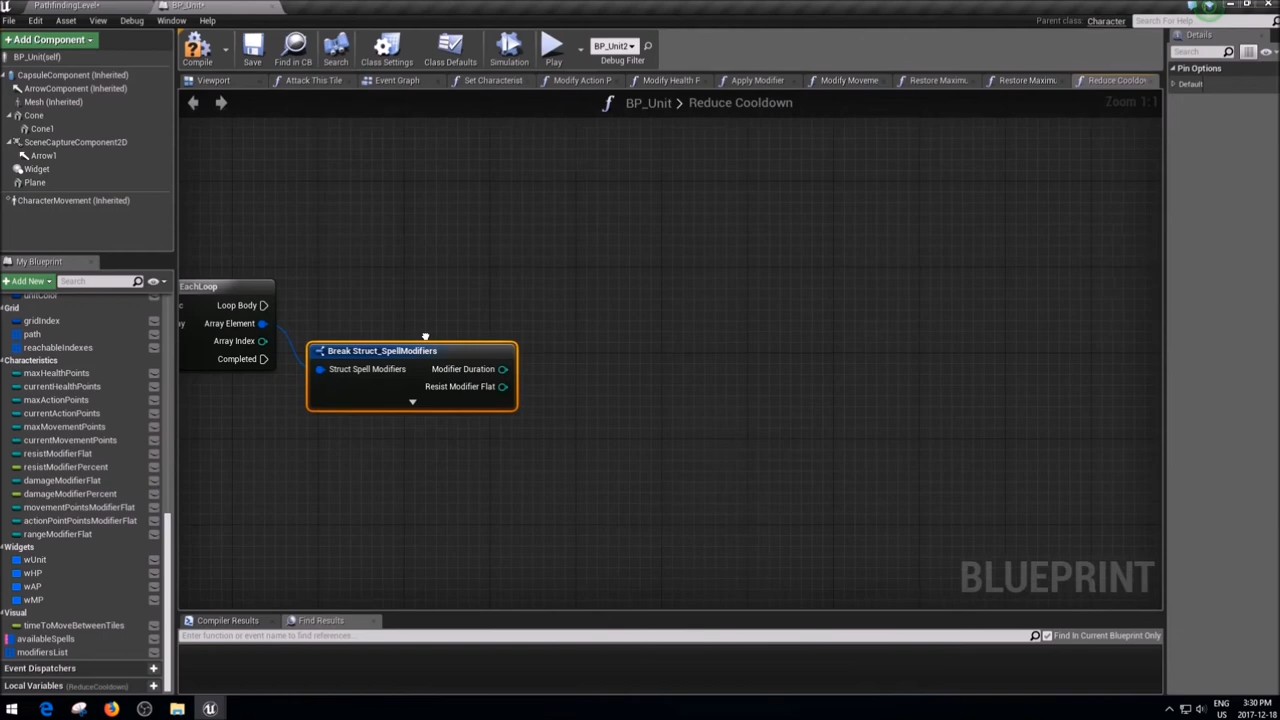 PathfindingLevel*
BP_Unit*
File
Edit
Asset
View
Debug
Window
Help
Parent class: Character
Search For Help
Add Component
BP_Unit(self)
CapsuleComponent (Inherited)
ArrowComponent (Inherited)
Mesh (Inherited)
Cone
Cone1
SceneCaptureComponent2D
Arrow1
Widget
Plane
CharacterMovement (Inherited)
Compile
Save
Find in CB
Search
Class Settings
Class Defaults
Simulation
Play
BP_Unit2
Debug Filter
Viewport
Attack This Tile
Event Graph
Set Characterist
Modify Action P
Modify Health F
Apply Modifier
Modify Moveme
Restore Maximu
Restore Maximu
Reduce Cooldo
BP_Unit > Reduce Cooldown
Zoom 1:1
Details
Search
Pin Options
Default
My Blueprint
Add New
Search
unitColor
Grid
gridIndex
path
reachableIndexes
Characteristics
maxHealthPoints
currentHealthPoints
maxActionPoints
currentActionPoints
maxMovementPoints
currentMovementPoints
resistModifierFlat
resistModifierPercent
damageModifierFlat
damageModifierPercent
movementPointsModifierFlat
actionPointPointsModifierFlat
rangeModifierFlat
Widgets
wUnit
wHP
wAP
wMP
Visual
timeToMoveBetweenTiles
availableSpells
modifiersList
Event Dispatchers
Local Variables (ReduceCooldown)
EachLoop
Loop Body
Array Element
Array Index
Completed
Break Struct_SpellModifiers
Struct Spell Modifiers
Modifier Duration
Resist Modifier Flat
BLUEPRINT
Compiler Results
Find Results
Enter function or event name to find references...
Find In Current Blueprint Only
ENG
US
3:30 PM
2017-12-18